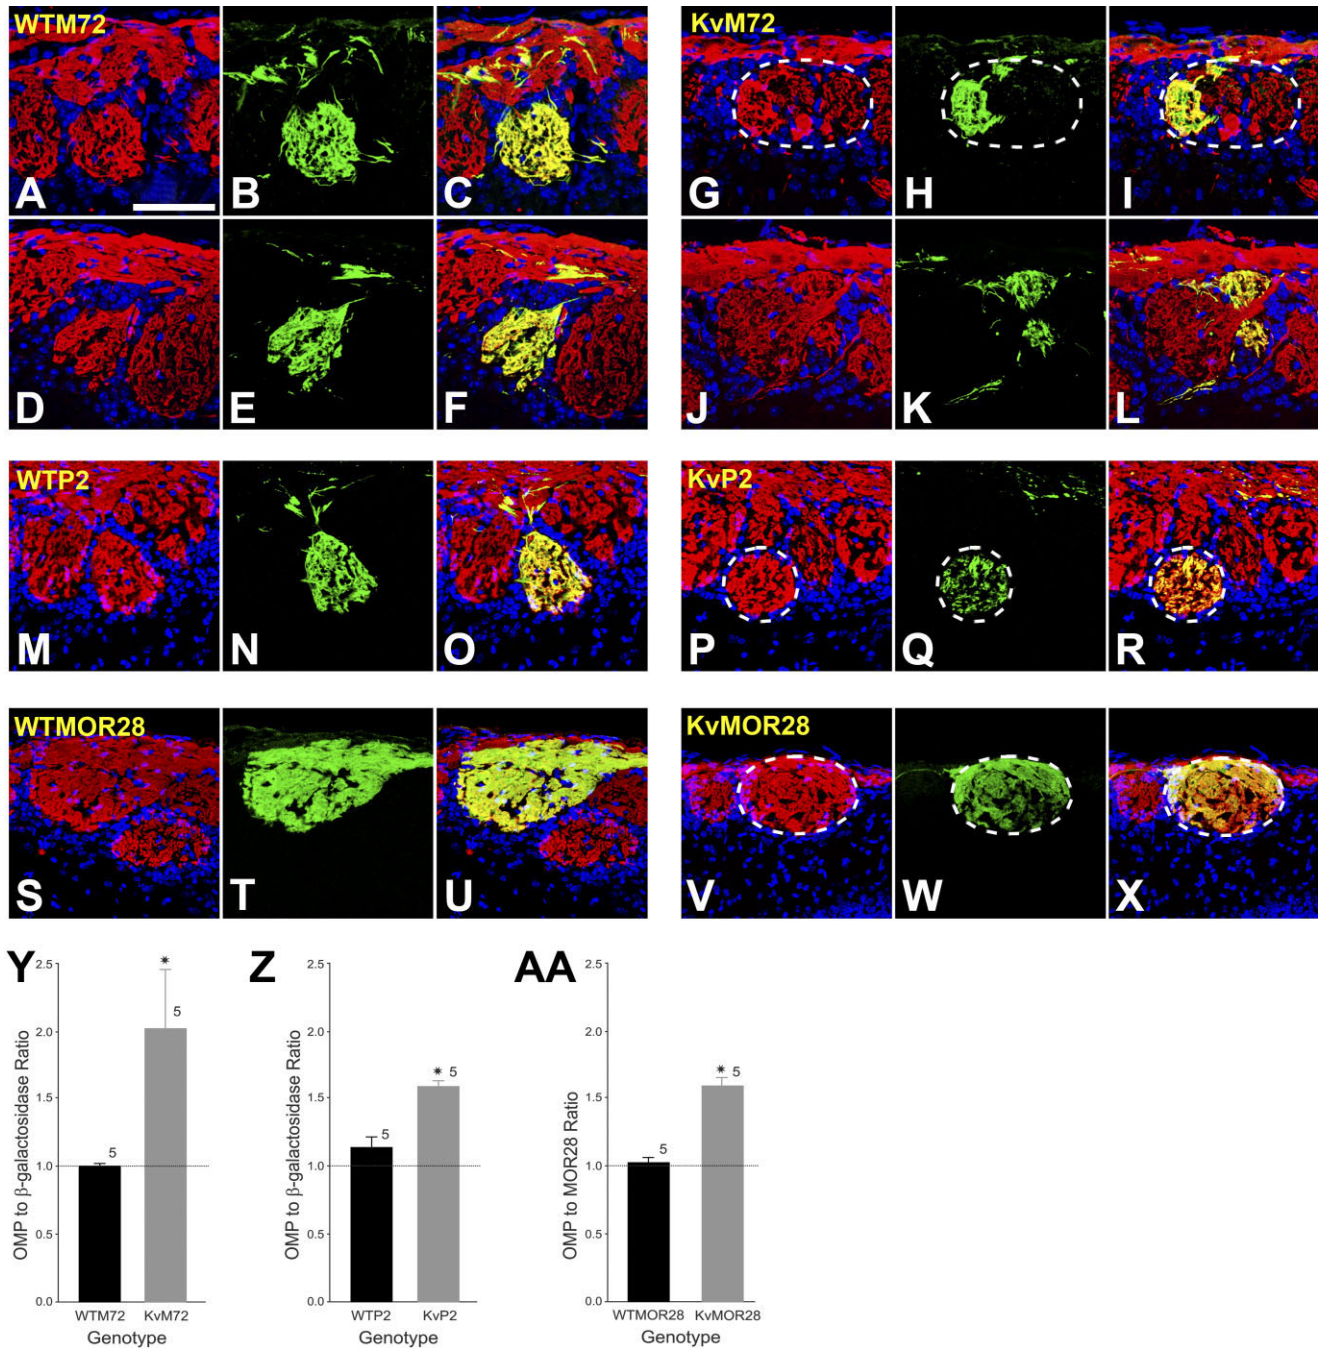 WTM72
KvM72
A
B
C
G
H
I
D
E
F
J
K
L
WTP2
KvP2
M
N
O
P
Q
R
WTMOR28
KvMOR28
S
T
U
V
W
X
Y
OMP to β-galactosidase Ratio
2.5
2.0
1.5
1.0
0.5
0.0
*
5
5
WTM72 KvM72
Genotype
Z
OMP to β-galactosidase Ratio
2.5
2.0
1.5
1.0
0.5
0.0
* 5
5
WTP2 KvP2
Genotype
AA
OMP to MOR28 Ratio
2.5
2.0
1.5
1.0
0.5
0.0
* 5
5
WTMOR28 KvMOR28
Genotype